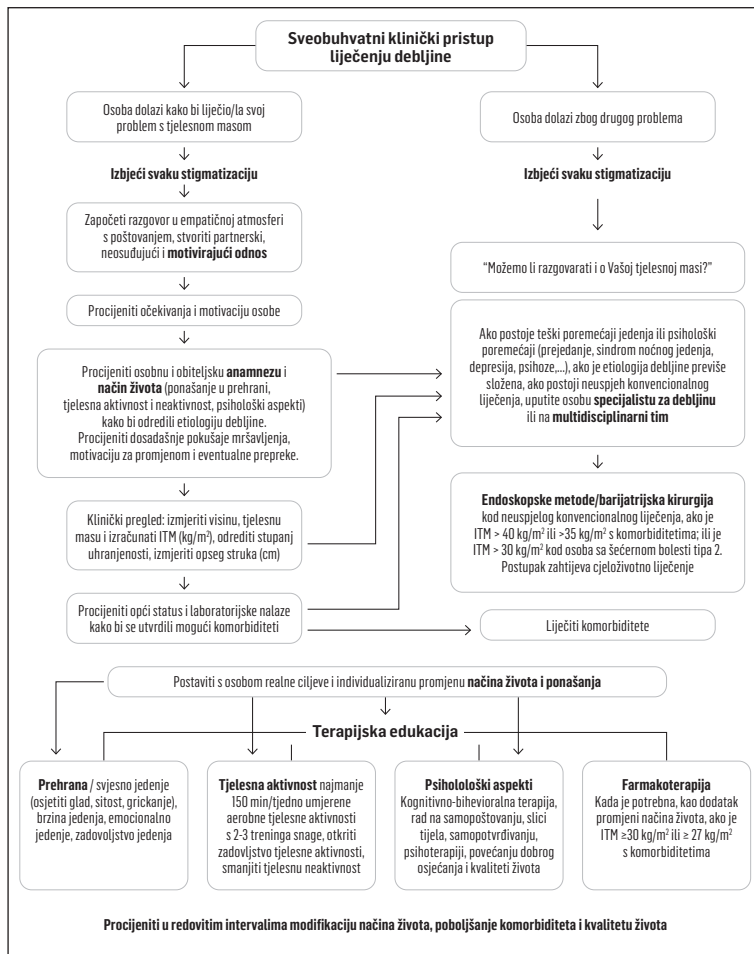 Sveobuhvatni klinički pristup
liječenju debljine
Osoba dolazi kako bi liječio/la svoj
problem s tjelesnom masom
Izbjeći svaku stigmatizaciju
Započeti razgovor u empatičnoj atmosferi
s poštovanjem, stvoriti partnerski,
neosuđujući i motivirajući odnos
Procijeniti očekivanja i motivaciju osobe
Procijeniti osobnu i obiteljsku anamnezu i
način života (ponašanje u prehrani,
tjelesna aktivnost i neaktivnost, psihološki aspekti)
kako bi odredili etiologiju debljine.
Procijeniti dosadašnje pokušaje mršavljenja,
motivaciju za promjenom i eventualne prepreke.
Klinički pregled: izmjeriti visinu, tjelesnu
masu i izračunati ITM (kg/m²), odrediti stupanj
uhranjenosti, izmjeriti opseg struka (cm)
Procijeniti opći status i laboratorijske nalaze
kako bi se utvrdili mogući komorbiditeti
Osoba dolazi zbog drugog problema
Izbjeći svaku stigmatizaciju
“Možemo li razgovarati i o Vašoj tjelesnoj masi?”
Ako postoje teški poremećaji jedenja ili psihološki
poremećaji (prejedanje, sindrom noćnog jedenja,
depresija, psihoze,...), ako je etiologija debljine previše
složena, ako postoji neuspjeh konvencionalnog
liječenja, uputite osobu specijalistu za debljinu
ili na multidisciplinarni tim
Endoskopske metode/barijatrijska kirurgija
kod neuspjelog konvencionalnog liječenja, ako je
ITM > 40 kg/m² ili >35 kg/m² s komorbiditetima; ili je
ITM > 30 kg/m² kod osoba sa šećernom bolesti tipa 2.
Postupak zahtijeva cjeloživotno liječenje
Liječiti komorbiditete
Postaviti s osobom realne ciljeve i individualiziranu promjenu načina života i ponašanja
Terapijska edukacija
Prehrana / svjesno jedenje
(osjetiti glad, sitost, grickanje),
brzina jedenja, emocionalno
jedenje, zadovoljstvo jedenja
Tjelesna aktivnost najmanje
150 min/tjedno umjerene
aerobne tjelesne aktivnosti
s 2-3 treninga snage, otkriti
zadovljstvo tjelesne aktivnosti,
smanjiti tjelesnu neaktivnost
Psiholološki aspekti
Kognitivno-bihevioralna terapija,
rad na samopoštovanju, slici
tijela, samopotvrđivanju,
psihoterapiji, povećanju dobrog
osjećanja i kvaliteti života
Farmakoterapija
Kada je potrebna, kao dodatak
promjeni načina života, ako je
ITM ≥30 kg/m² ili ≥ 27 kg/m²
s komorbiditetima
Procijeniti u redovitim intervalima modifikaciju načina života, poboljšanje komorbiditeta i kvalitetu života